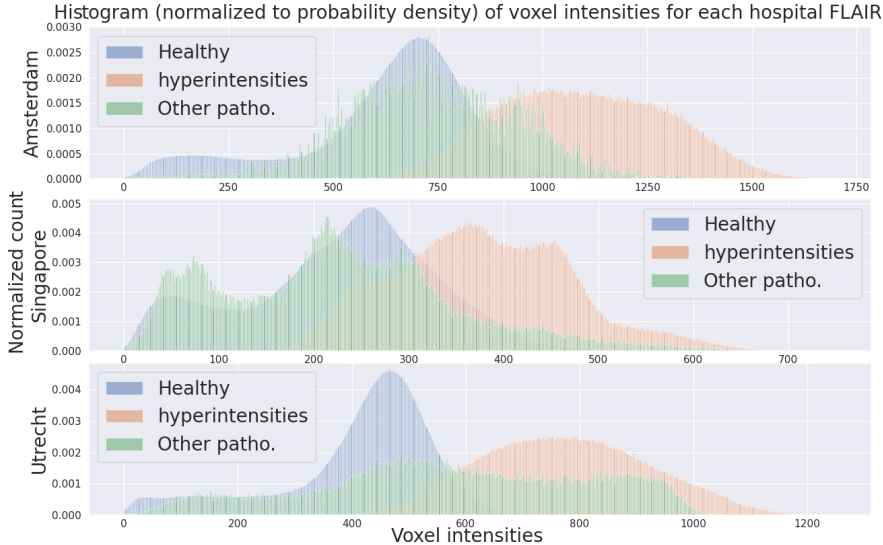 Histogram (normalized to probability density) of voxel intensities for each hospital FLAIR
Amsterdam
0.0030
0.0025
0.0020
0.0015
0.0010
0.0005
0.0000
Healthy
hyperintensities
Other patho.
0 250 500 750 1000 1250 1500 1750
Normalized count
Singapore
0.005
0.004
0.003
0.002
0.001
0.000
Healthy
hyperintensities
Other patho.
0 100 200 300 400 500 600 700
Utrecht
0.004
0.003
0.002
0.001
0.000
Healthy
hyperintensities
Other patho.
0 200 400 600 800 1000 1200
Voxel intensities